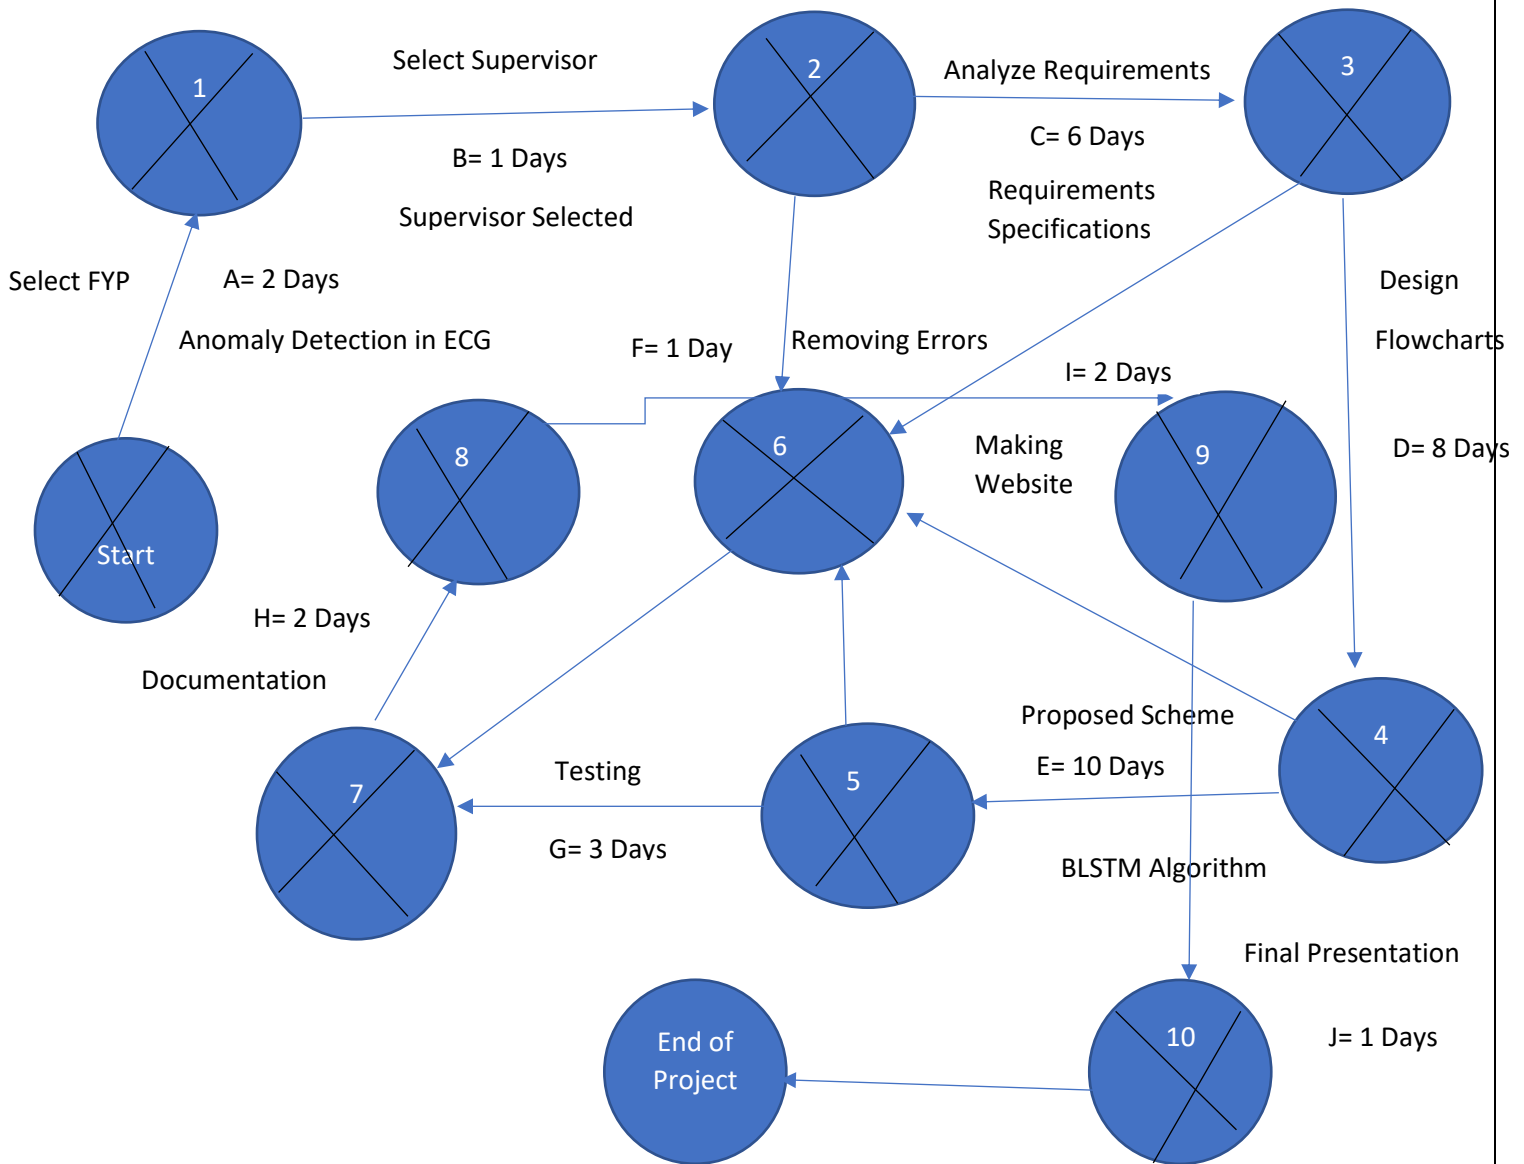 1
Select Supervisor
2
Analyze Requirements
3
B= 1 Days
C= 6 Days
Supervisor Selected
Requirements
Specifications
Select FYP
A= 2 Days
Anomaly Detection in ECG
F= 1 Day
Removing Errors
I= 2 Days
Design
Flowcharts
8
6
Making
Website
9
D= 8 Days
Start
H= 2 Days
Documentation
Proposed Scheme
E= 10 Days
4
Testing
5
7
G= 3 Days
BLSTM Algorithm
Final Presentation
End of
Project
10
J= 1 Days